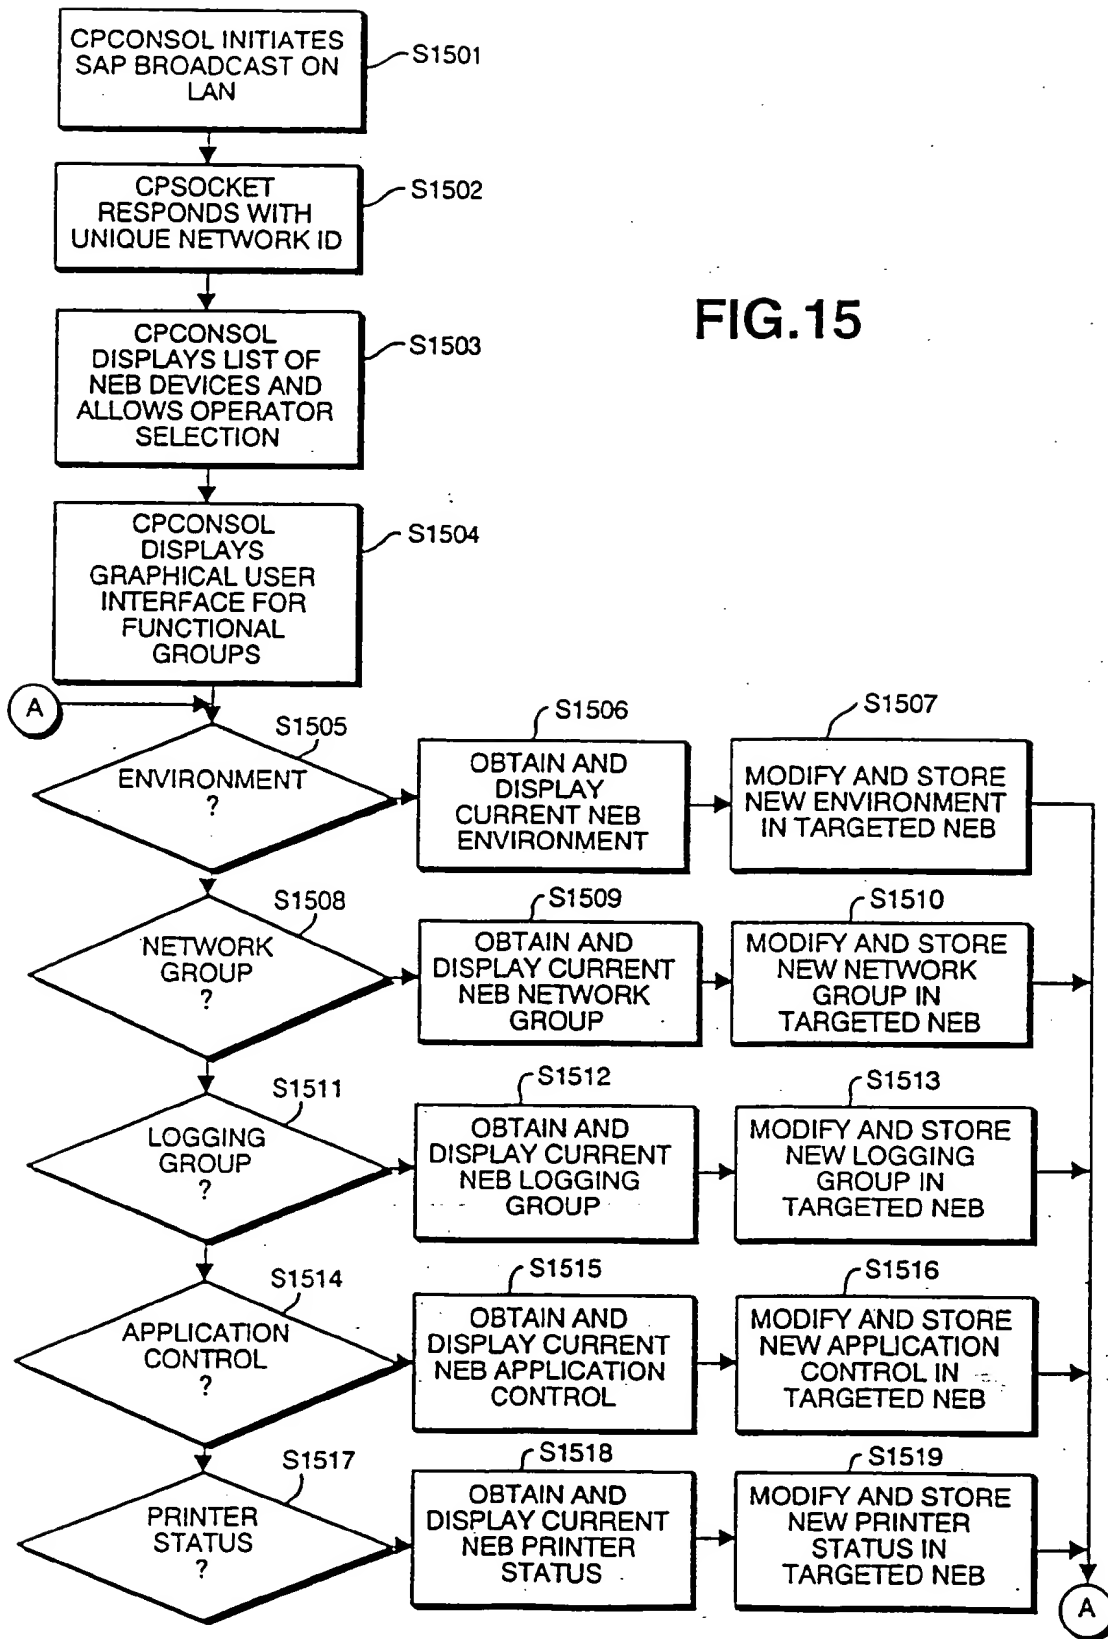 CPCONSOL INITIATES
SAP BROADCAST ON
LAN
S1501
CPSOCKET
RESPONDS WITH
UNIQUE NETWORK ID
S1502
CPCONSOL
DISPLAYS LIST OF
NEB DEVICES AND
ALLOWS OPERATOR
SELECTION
S1503
FIG.15
CPCONSOL
DISPLAYS
GRAPHICAL USER
INTERFACE FOR
FUNCTIONAL
GROUPS
S1504
A
ENVIRONMENT
?
S1505
OBTAIN AND
DISPLAY
CURRENT NEB
ENVIRONMENT
S1506
MODIFY AND STORE
NEW ENVIRONMENT
IN TARGETED NEB
S1507
NETWORK
GROUP
?
S1508
OBTAIN AND
DISPLAY CURRENT
NEB NETWORK
GROUP
S1509
MODIFY AND STORE
NEW NETWORK
GROUP IN
TARGETED NEB
S1510
LOGGING
GROUP
?
S1511
OBTAIN AND
DISPLAY CURRENT
NEB LOGGING
GROUP
S1512
MODIFY AND STORE
NEW LOGGING
GROUP IN
TARGETED NEB
S1513
APPLICATION
CONTROL
?
S1514
OBTAIN AND
DISPLAY CURRENT
NEB APPLICATION
CONTROL
S1515
MODIFY AND STORE
NEW APPLICATION
CONTROL IN
TARGETED NEB
S1516
PRINTER
STATUS
?
S1517
OBTAIN AND
DISPLAY CURRENT
NEB PRINTER
STATUS
S1518
MODIFY AND STORE
NEW PRINTER
STATUS IN
TARGETED NEB
S1519
A